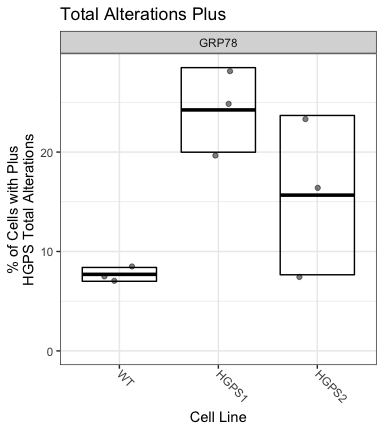 Total Alterations Plus
GRP78
% of Cells with Plus
HGPS Total Alterations
20
10
0
WT
HGPS1
HGPS2
Cell Line